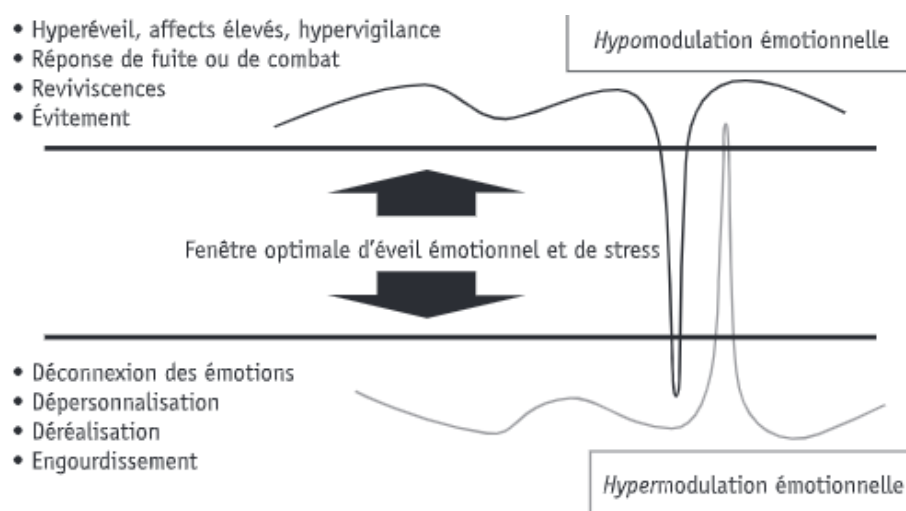 • Hyperéveil, affects élevés, hypervigilance
• Réponse de fuite ou de combat
• Reviviscences
• Évitement
Hypomodulation émotionnelle
Fenêtre optimale d'éveil émotionnel et de stress
• Déconnexion des émotions
• Dépersonnalisation
• Déréalisation
• Engourdissement
Hypermodulation émotionnelle